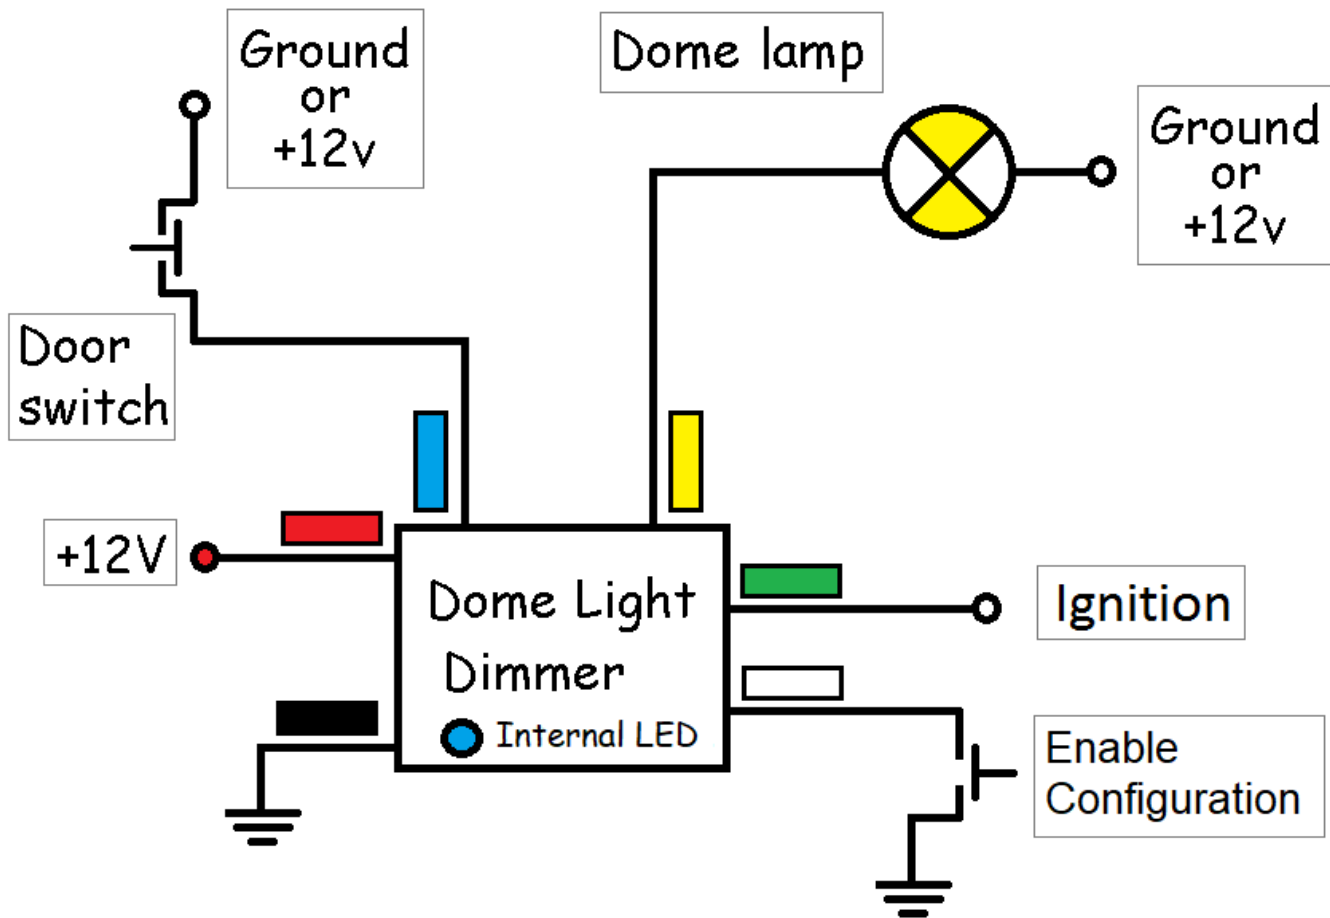 Ground
or
+12v
Dome lamp
Ground
or
+12v
Door
switch
+12V
Dome Light
Dimmer
Internal LED
Ignition
Enable
Configuration